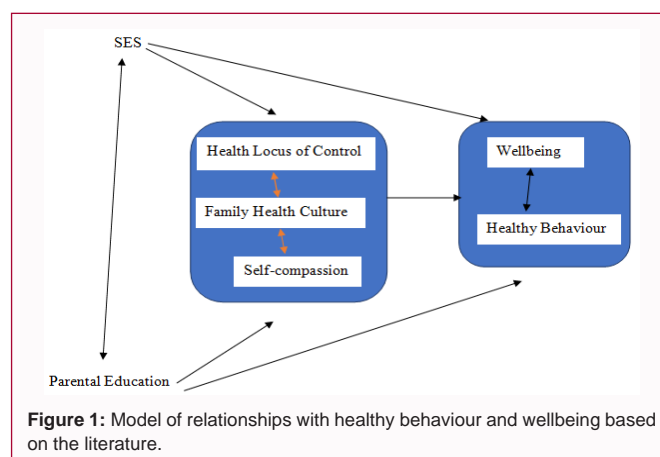 SES
Health Locus of Control
Wellbeing
Family Health Culture
Healthy Behaviour
Self-compassion
Parental Education
Figure 1: Model of relationships with healthy behaviour and wellbeing based
on the literature.